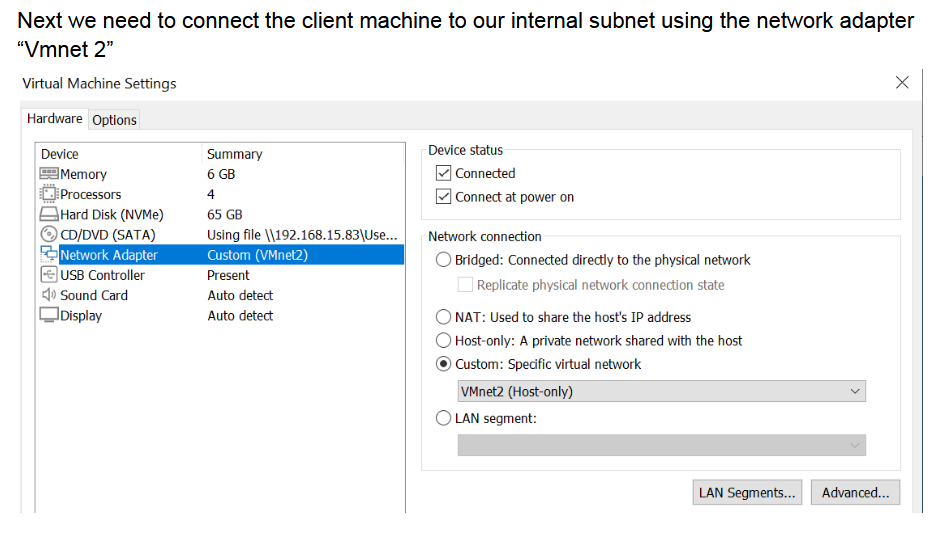 Next we need to connect the client machine to our internal subnet using the network adapter
“Vmnet 2”
Virtual Machine Settings
Hardware Options
Device Summary
Memory 6 GB
Processors 4
Hard Disk (NVMe) 65 GB
CD/DVD (SATA) Using file \\192.168.15.83\Use...
Network Adapter Custom (VMnet2)
USB Controller Present
Sound Card Auto detect
Display Auto detect
Device status
Connected
Connect at power on
Network connection
Bridged: Connected directly to the physical network
Replicate physical network connection state
NAT: Used to share the host's IP address
Host-only: A private network shared with the host
Custom: Specific virtual network
VMnet2 (Host-only)
LAN segment:
LAN Segments... Advanced...